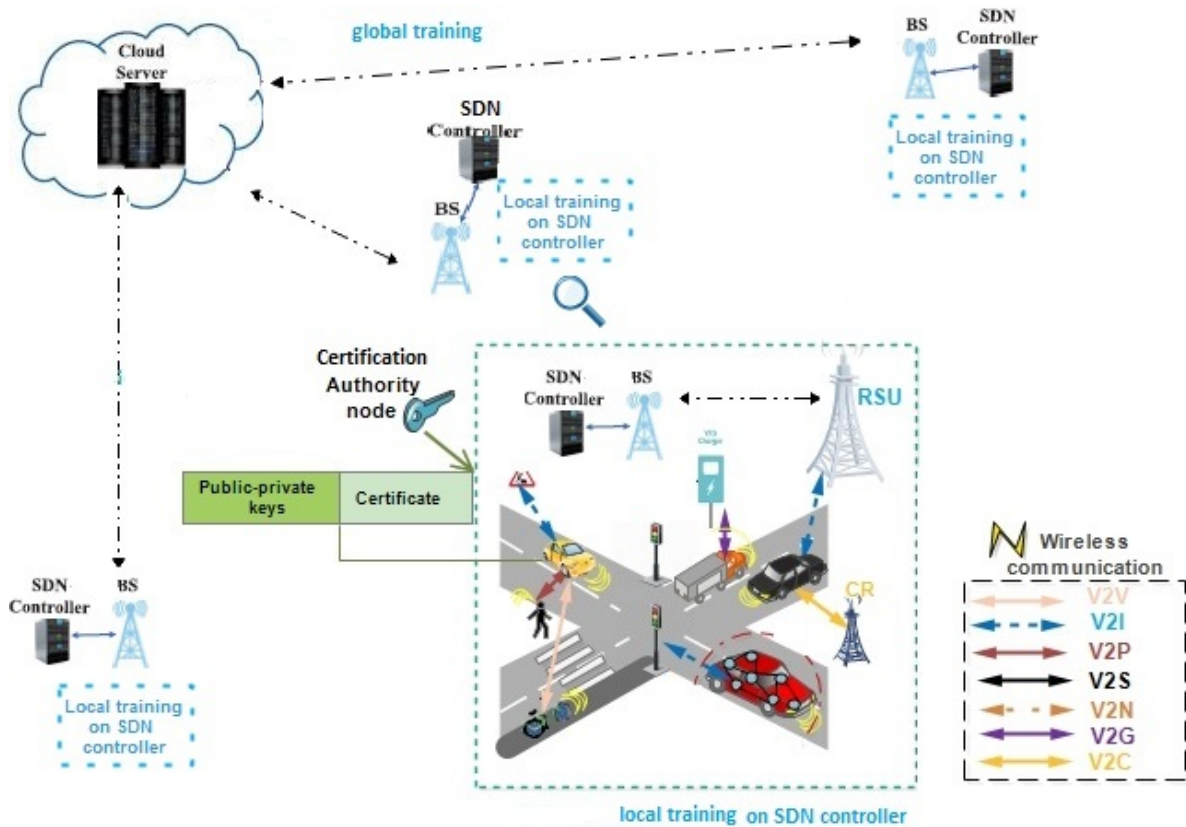 global training
Cloud
Server
BS
SDN
Controller
Local training
on SDN
controller
SDN
Controller
BS
Local training
on SDN
controller
Certification
Authority
node
Public-private
keys
Certificate
SDN
Controller
BS
RSU
Charger
CR
SDN
Controller
BS
Local training
on SDN
controller
Wireless
communication
V2V
V2I
V2P
V2S
V2N
V2G
V2C
local training on SDN controller